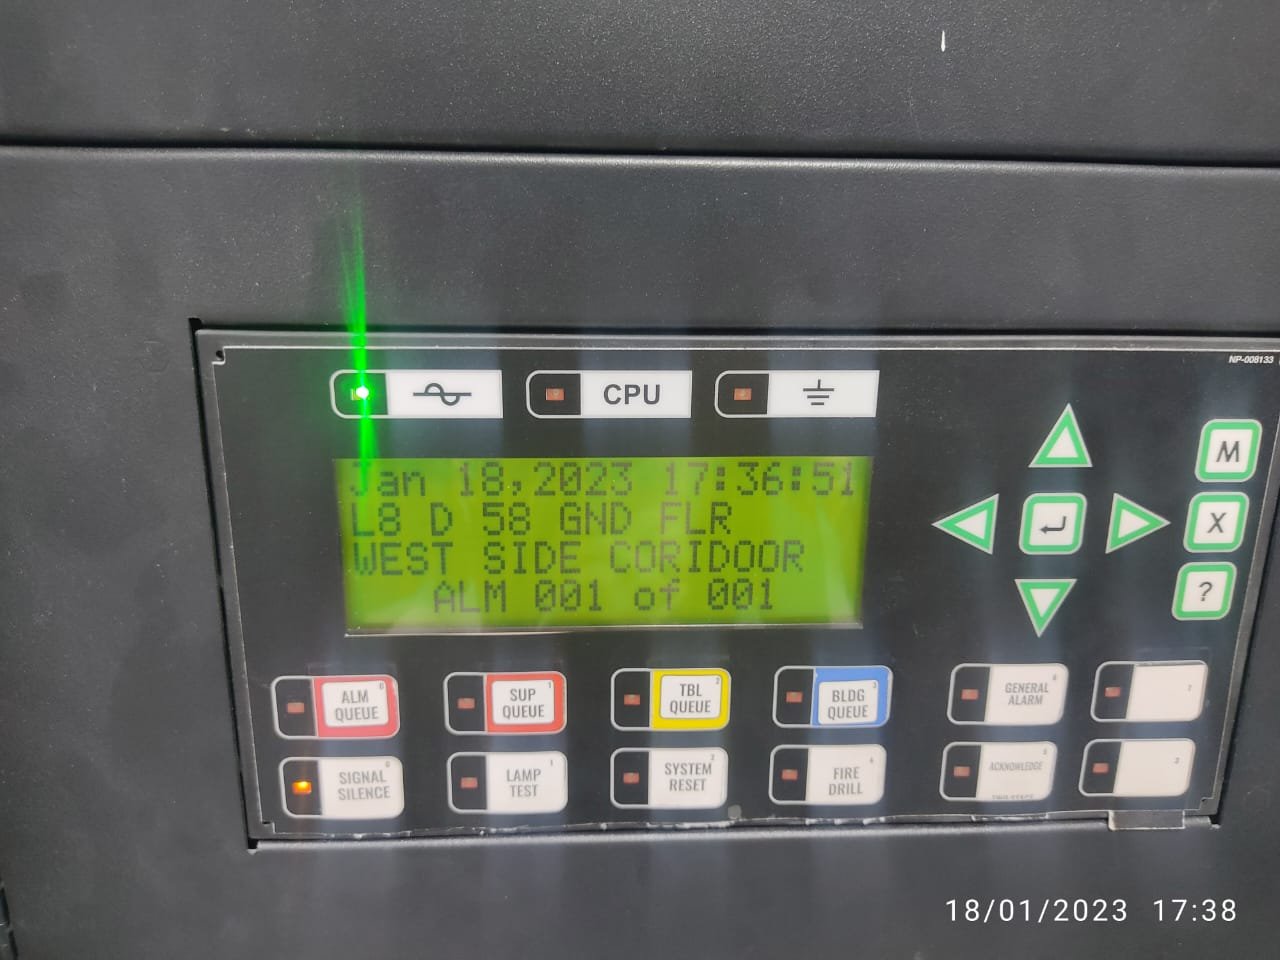 NP-008133
CPU
Jan 18,2023 17:36:51
L8 D 58 GND FLR
WEST SIDE CORIDOOR
ALM 001 of 001
M
X
?
ALM QUEUE
SUP QUEUE
TBL QUEUE
BLDG QUEUE
GENERAL ALARM
SIGNAL SILENCE
LAMP TEST
SYSTEM RESET
FIRE DRILL
ACKNOWLEDGE
18/01/2023 17:38